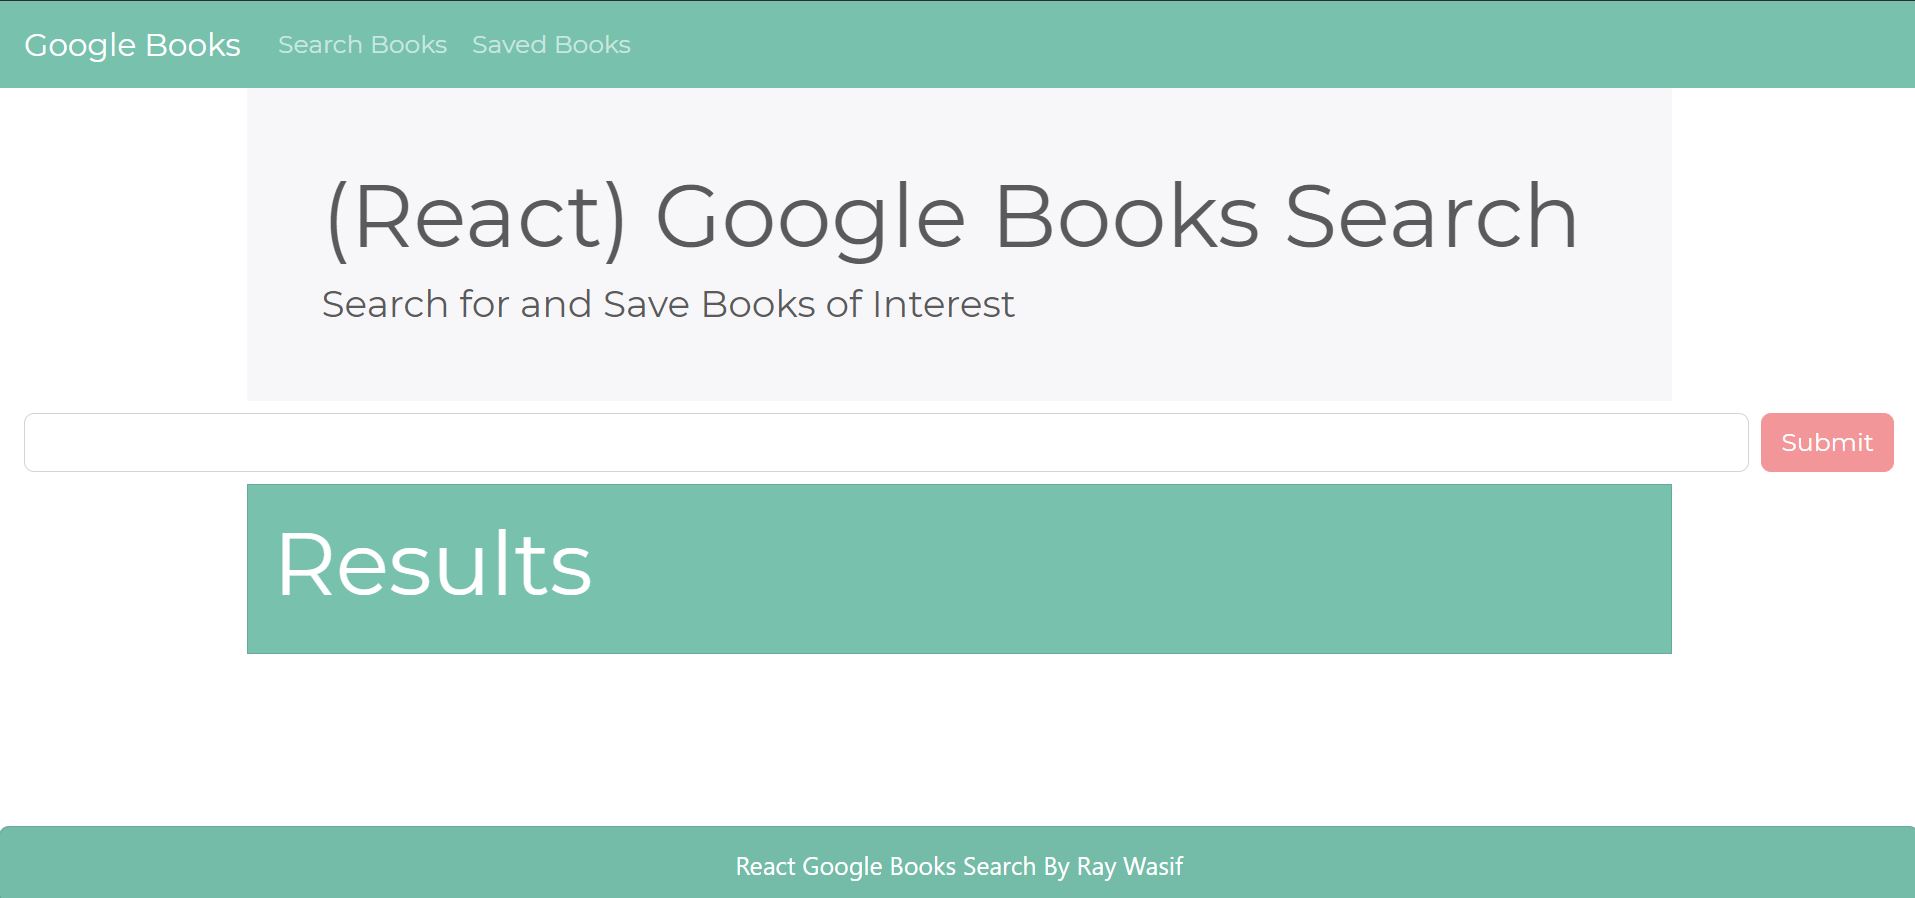 Google Books Search Books Saved Books
(React) Google Books Search
Search for and Save Books of Interest
Submit
Results
React Google Books Search By Ray Wasif